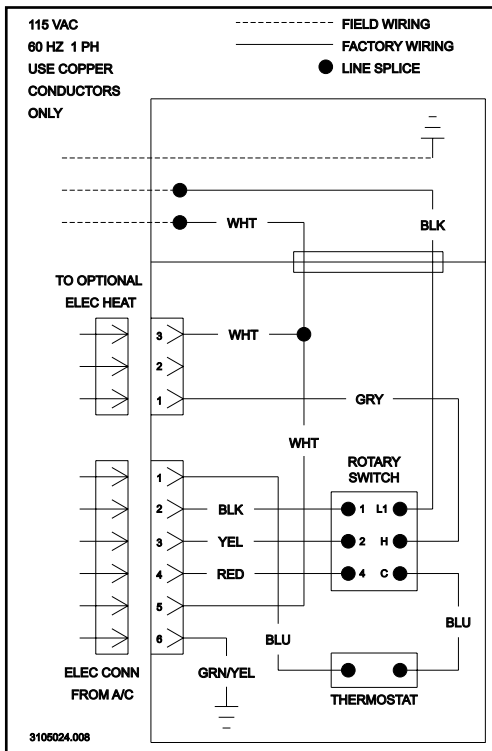 115 VAC
60 HZ 1 PH
USE COPPER
CONDUCTORS
ONLY
FIELD WIRING
FACTORY WIRING
LINE SPLICE
WHT
BLK
TO OPTIONAL
ELEC HEAT
3
WHT
2
1
GRY
WHT
ROTARY
SWITCH
1
2
BLK
1 L1
3
YEL
2 H
4
RED
4 C
5
6
BLU
BLU
ELEC CONN
FROM A/C
GRN/YEL
THERMOSTAT
3105024.008